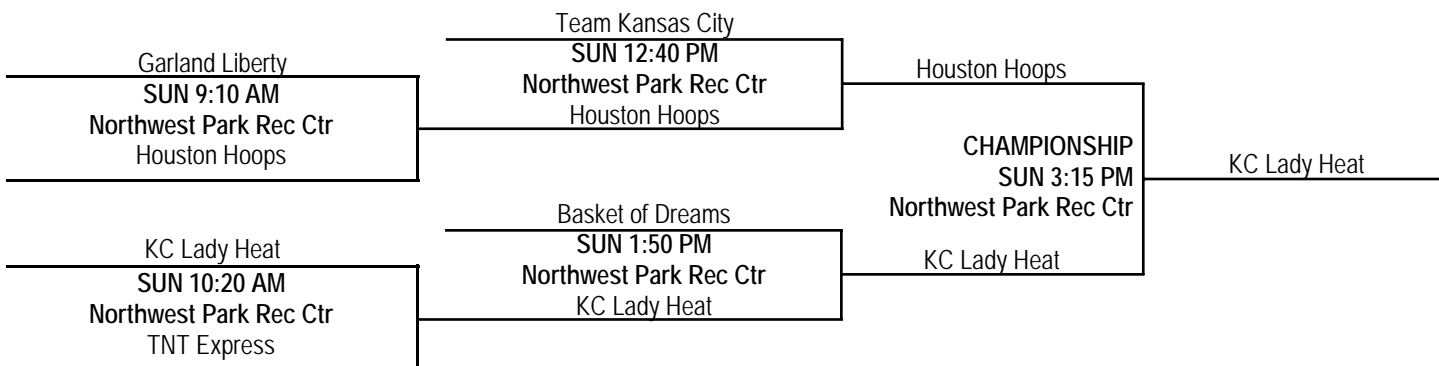 Garland Liberty
SUN 9:10 AM
Northwest Park Rec Ctr
Houston Hoops
KC Lady Heat
SUN 10:20 AM
Northwest Park Rec Ctr
TNT Express
Team Kansas City
SUN 12:40 PM
Northwest Park Rec Ctr
Houston Hoops
Basket of Dreams
SUN 1:50 PM
Northwest Park Rec Ctr
KC Lady Heat
Houston Hoops
CHAMPIONSHIP
SUN 3:15 PM
Northwest Park Rec Ctr
KC Lady Heat
KC Lady Heat